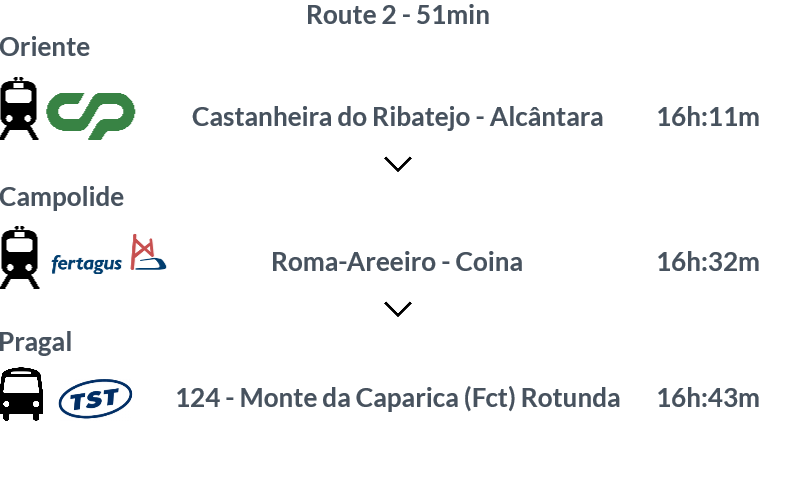 Route 2 - 51min
Oriente
CP Castanheira do Ribatejo - Alcântara 16h:11m
Campolide
fertagus Roma-Areeiro - Coina 16h:32m
Pragal
TST 124 - Monte da Caparica (Fct) Rotunda 16h:43m